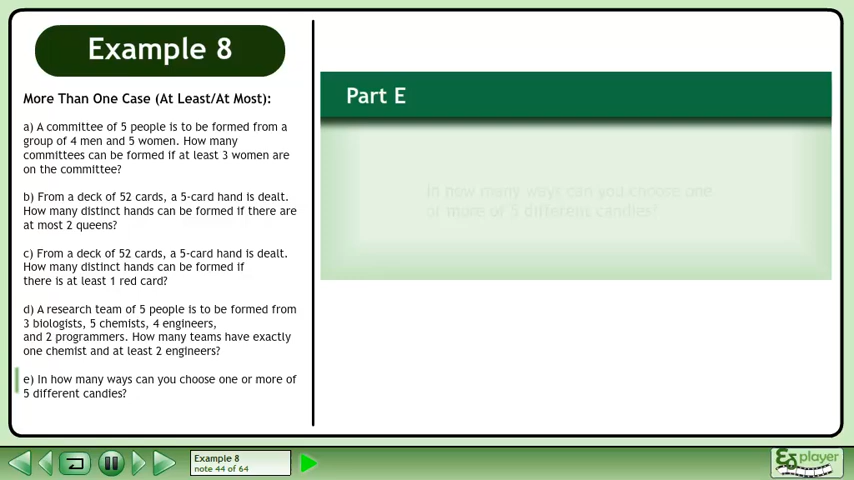 Example 8
More Than One Case (At Least/At Most):
a) A committee of 5 people is to be formed from a
group of 4 men and 5 women. How many
committees can be formed if at least 3 women are
on the committee?
b) From a deck of 52 cards, a 5-card hand is dealt.
How many distinct hands can be formed if there are
at most 2 queens?
c) From a deck of 52 cards, a 5-card hand is dealt.
How many distinct hands can be formed if
there is at least 1 red card?
d) A research team of 5 people is to be formed from
3 biologists, 5 chemists, 4 engineers,
and 2 programmers. How many teams have exactly
one chemist and at least 2 engineers?
e) In how many ways can you choose one or more of
5 different candies?
Part E
In how many ways can you choose one
or more of 5 different candies?
Example 8
note 44 of 64
player